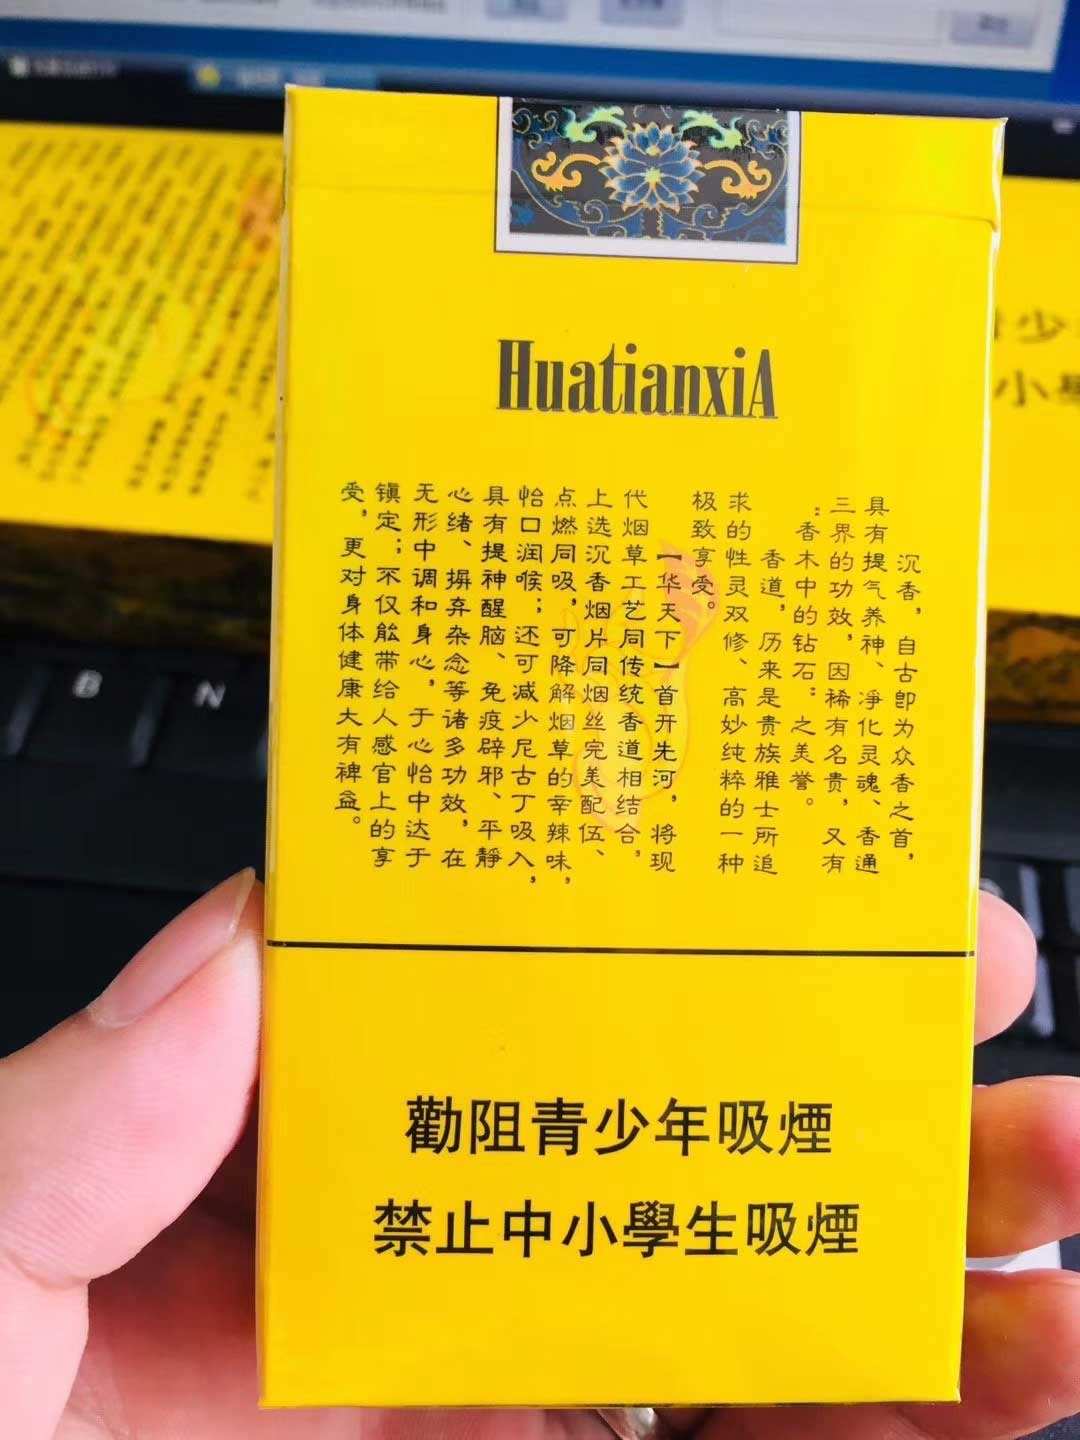 HuatianxiA
沉香，自古即为众香之首，
具有提气养神、净化灵魂、香通
三界的功效，因稀有名贵，又有
"香木中的钻石"之美誉。
香道，历来是贵族雅士所追
求的性灵双修、高妙纯粹的一种
极致享受。
【华天下】首开先河，将现
代烟草工艺同传统香道相结合，
上选沉香烟片同烟丝完美配伍、
点燃同吸，可降解烟草的辛辣味，
怡口润喉；还可减少尼古丁吸入，
具有提神醒脑、免疫辟邪、平静
心绪、摒弃杂念等诸多功效，在
无形中调和身心，于心怡中达于
镇定；不仅能带给人感官上的享
受，更对身体健康大有裨益。
勸阻青少年吸煙
禁止中小學生吸煙
B
N